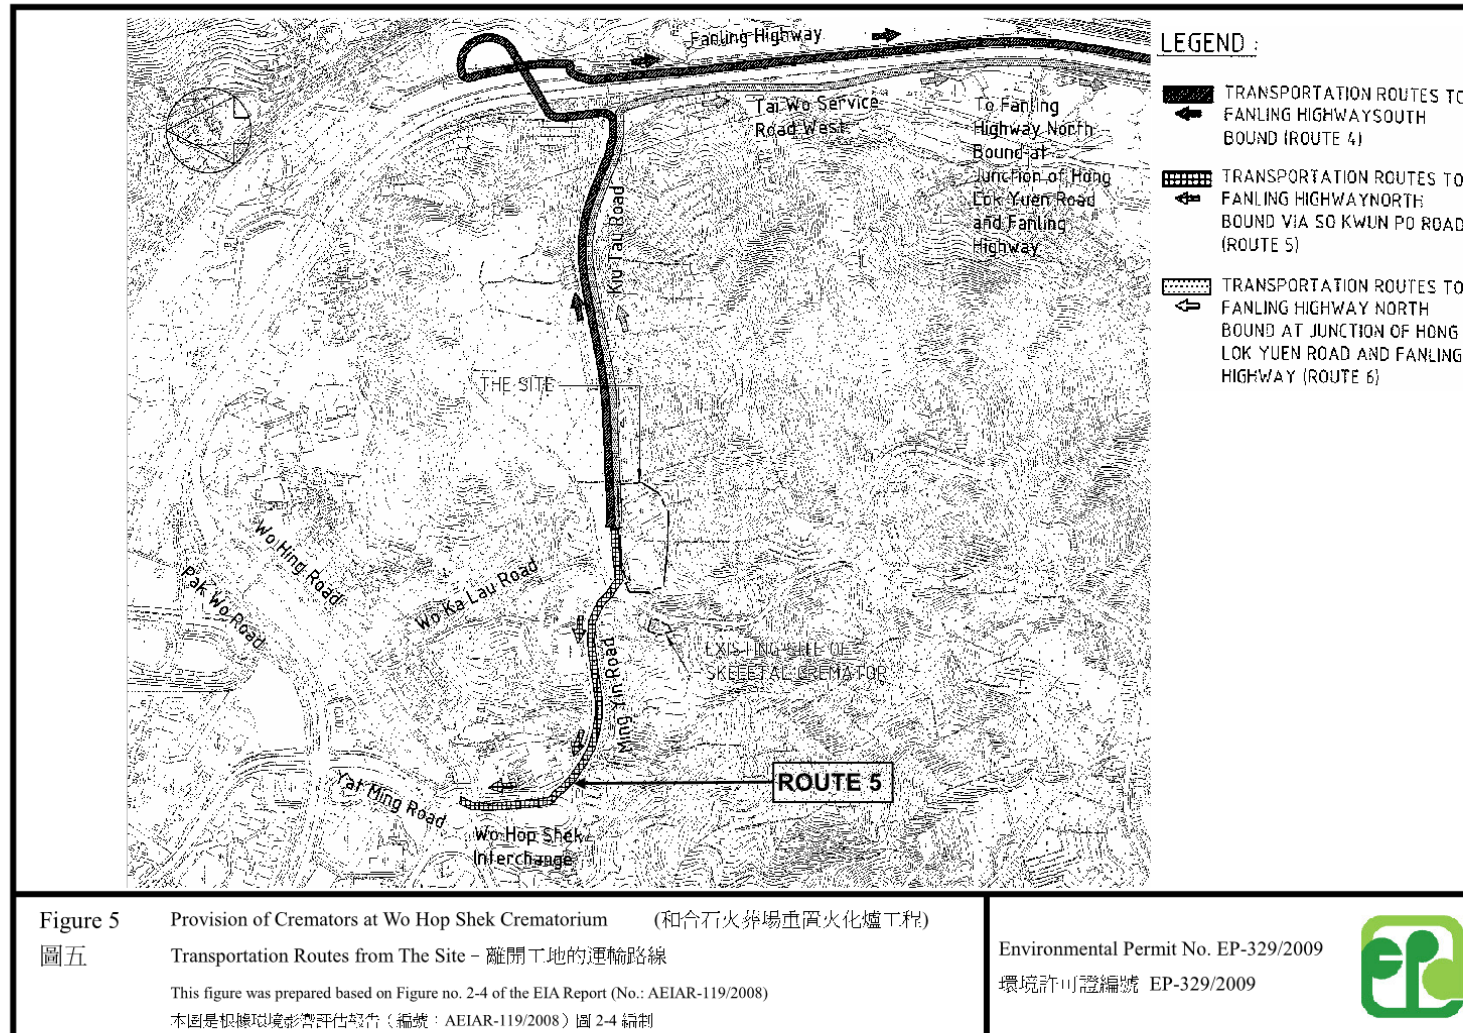 Fanling Highway
Tai Wo Service
Road West
To Fanling
Highway North
Bound at
Junction of Hong
Lok Yuen Road
and Fanling
Highway
Kiu Tau Road
THE SITE
Wo Hing Road
Pak Wo Road
Wo Ka Lau Road
Ming Yin Road
EXISTING SITE OF
SKELETAL CREMATOR
ROUTE 5
Yat Ming Road
Wo Hop Shek
Interchange
LEGEND :
TRANSPORTATION ROUTES TO
FANLING HIGHWAYSOUTH
BOUND (ROUTE 4)
TRANSPORTATION ROUTES TO
FANLING HIGHWAYNORTH
BOUND VIA SO KWUN PO ROAD
(ROUTE 5)
TRANSPORTATION ROUTES TO
FANLING HIGHWAY NORTH
BOUND AT JUNCTION OF HONG
LOK YUEN ROAD AND FANLING
HIGHWAY (ROUTE 6)
Figure 5
圖五
Provision of Cremators at Wo Hop Shek Crematorium (和合石火葬場重置火化爐工程)
Transportation Routes from The Site – 離開工地的運輸路線
This figure was prepared based on Figure no. 2-4 of the EIA Report (No.: AEIAR-119/2008)
本圖是根據環境影響評估報告（編號：AEIAR-119/2008）圖 2-4 編制
Environmental Permit No. EP-329/2009
環境許可證編號 EP-329/2009